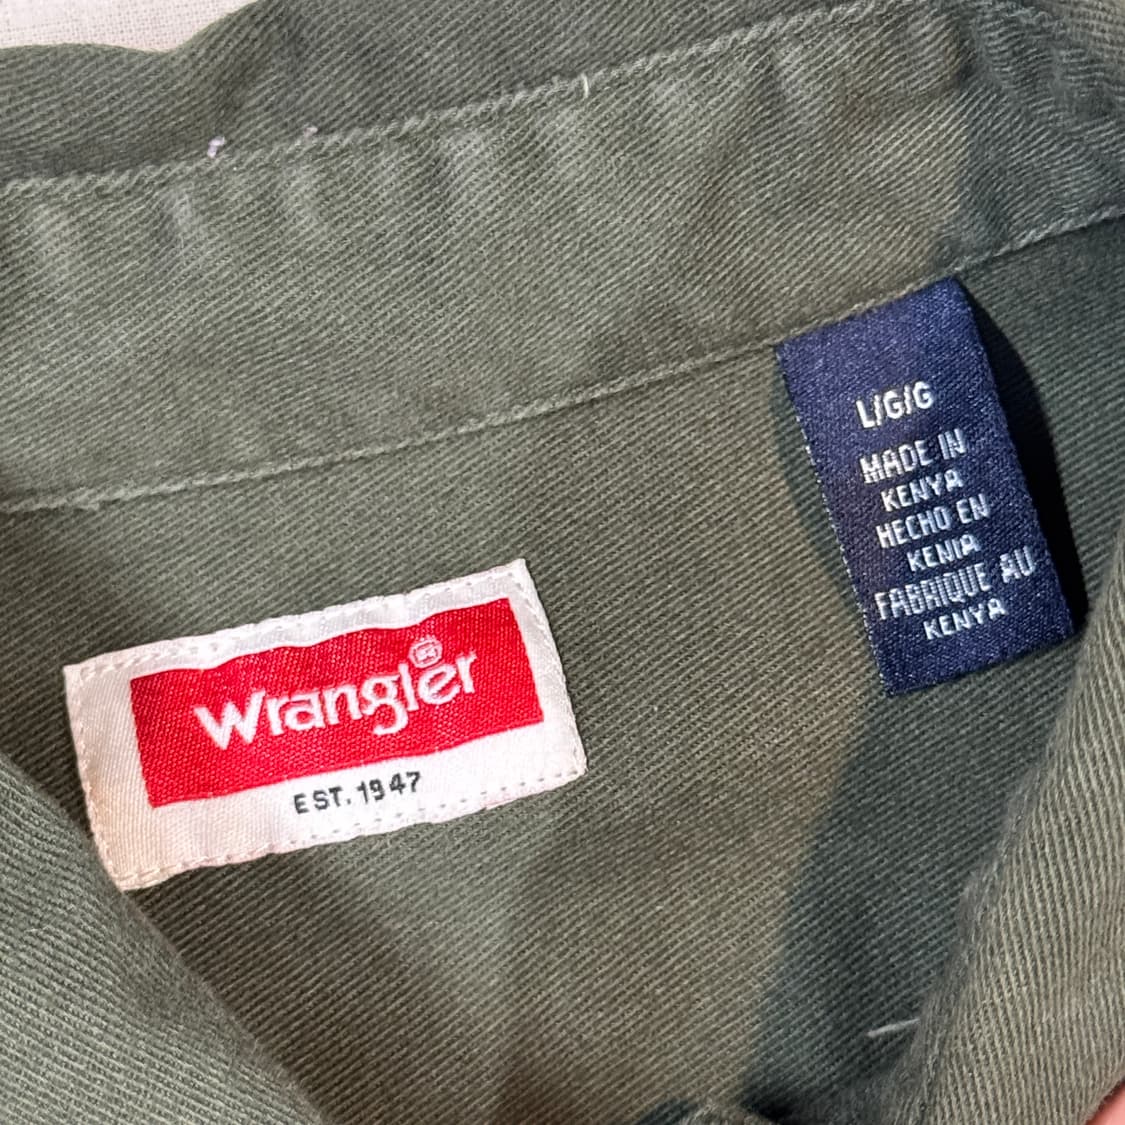 Wrangler
EST. 1947
L/G/G
MADE IN
KENYA
HECHO EN
KENIA
FABRIQUE AU
KENYA